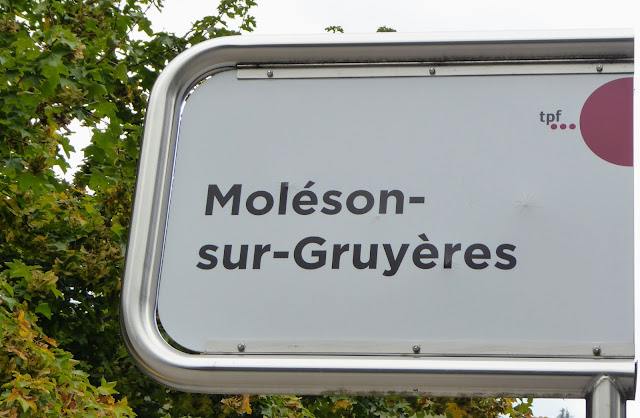 tpf
Moléson-
sur-Gruyères